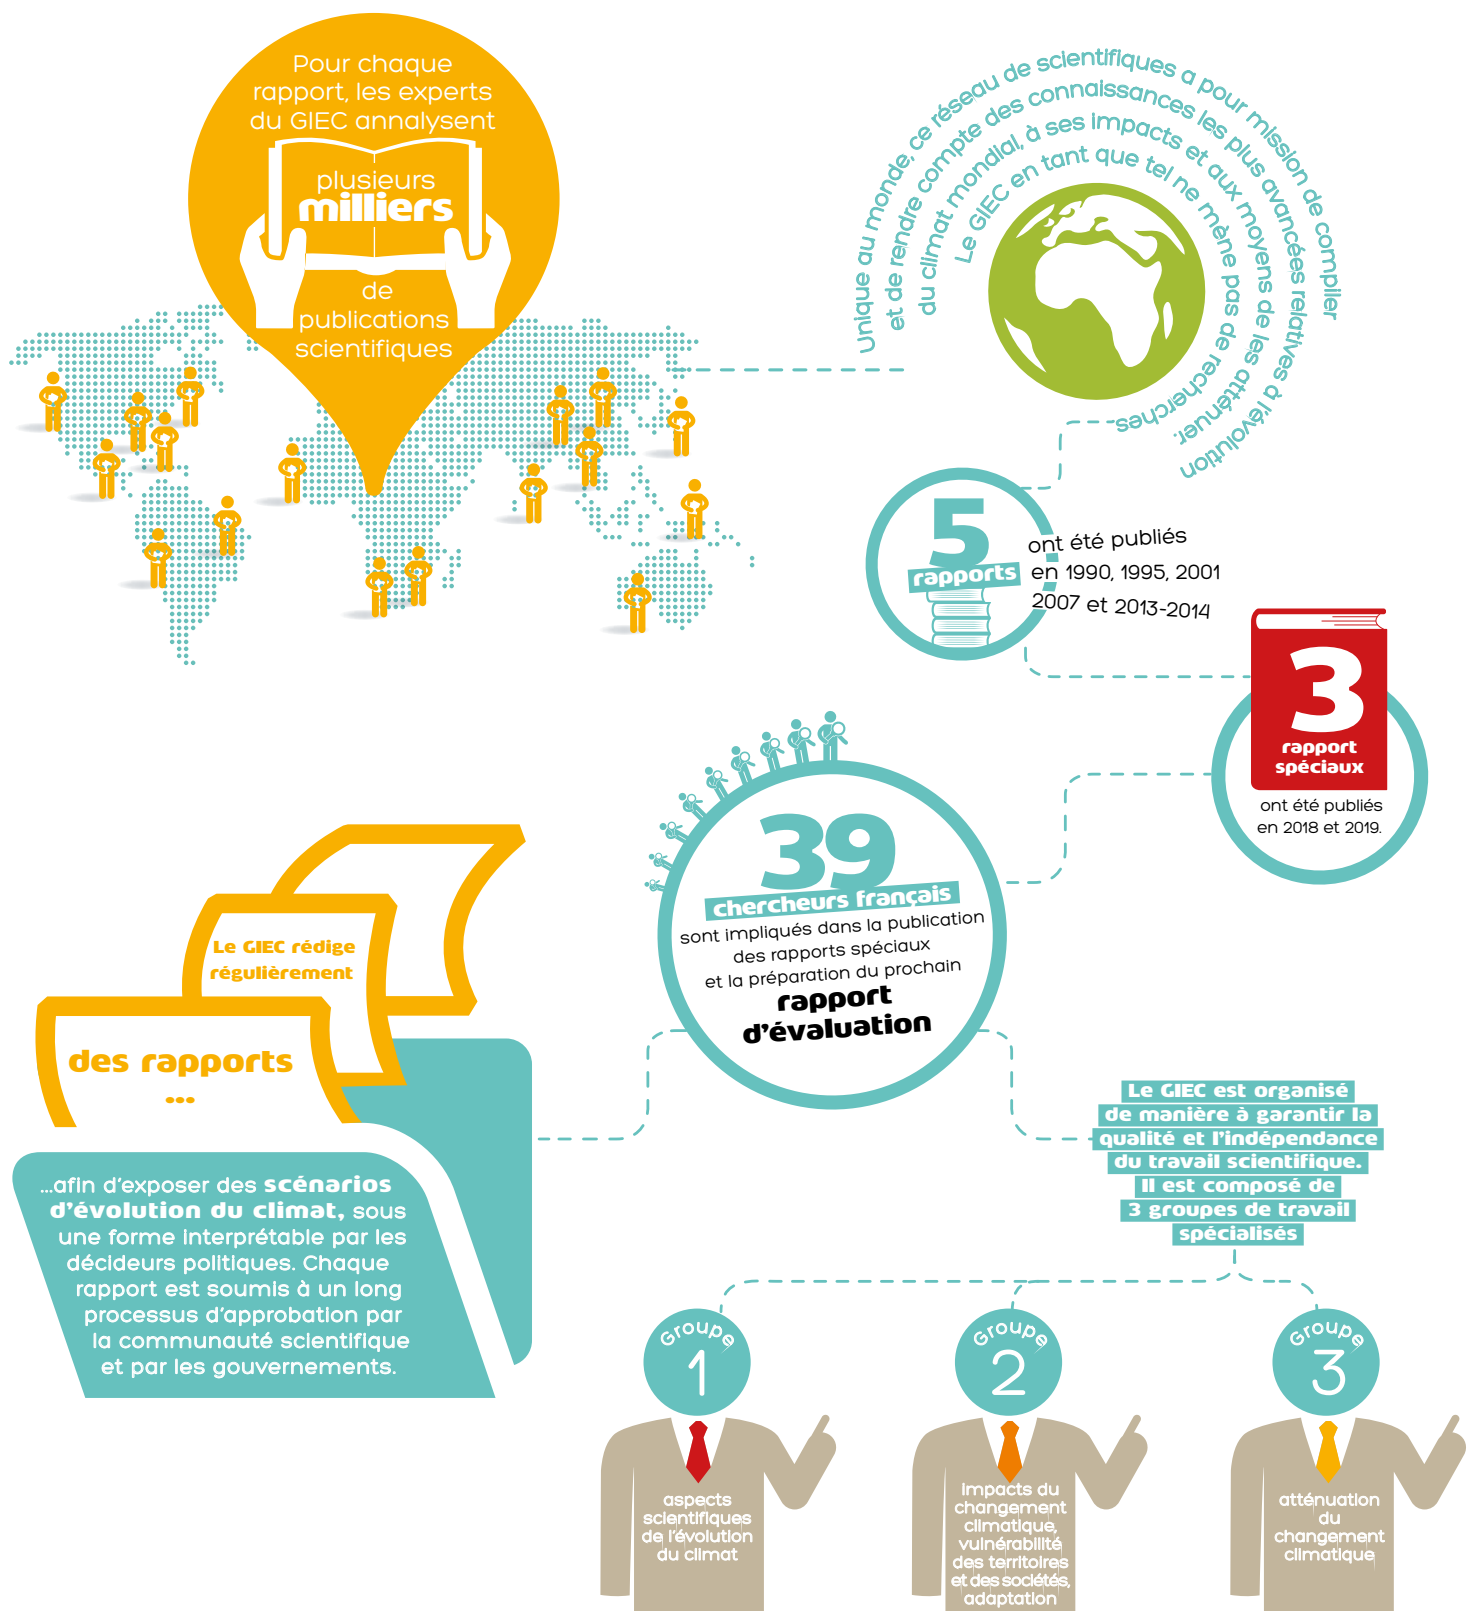 Pour chaque
rapport, les experts
du GIEC annalysent
plusieurs
milliers
de
publications
scientifiques
Unique au monde, ce réseau de scientifiques a pour mission de compiler
et de rendre compte des connaissances les plus avancées relatives à l'évolution
du climat mondial, à ses impacts et aux moyens de les atténuer.
Le GIEC en tant que tel ne mène pas de recherches
5
rapports
ont été publiés
en 1990, 1995, 2001
2007 et 2013-2014
3
rapport
spéciaux
ont été publiés
en 2018 et 2019.
39
chercheurs français
sont impliqués dans la publication
des rapports spéciaux
et la préparation du prochain
rapport
d'évaluation
Le GIEC rédige
régulièrement
des rapports
...
...afin d'exposer des scénarios
d'évolution du climat, sous
une forme interprétable par les
décideurs politiques. Chaque
rapport est soumis à un long
processus d'approbation par
la communauté scientifique
et par les gouvernements.
Le GIEC est organisé
de manière à garantir la
qualité et l'indépendance
du travail scientifique.
Il est composé de
3 groupes de travail
spécialisés
Groupe
1
aspects
scientifiques
de l'évolution
du climat
Groupe
2
impacts du
changement
climatique,
vulnérabilité
des territoires
et des sociétés,
adaptation
Groupe
3
atténuation
du
changement
climatique